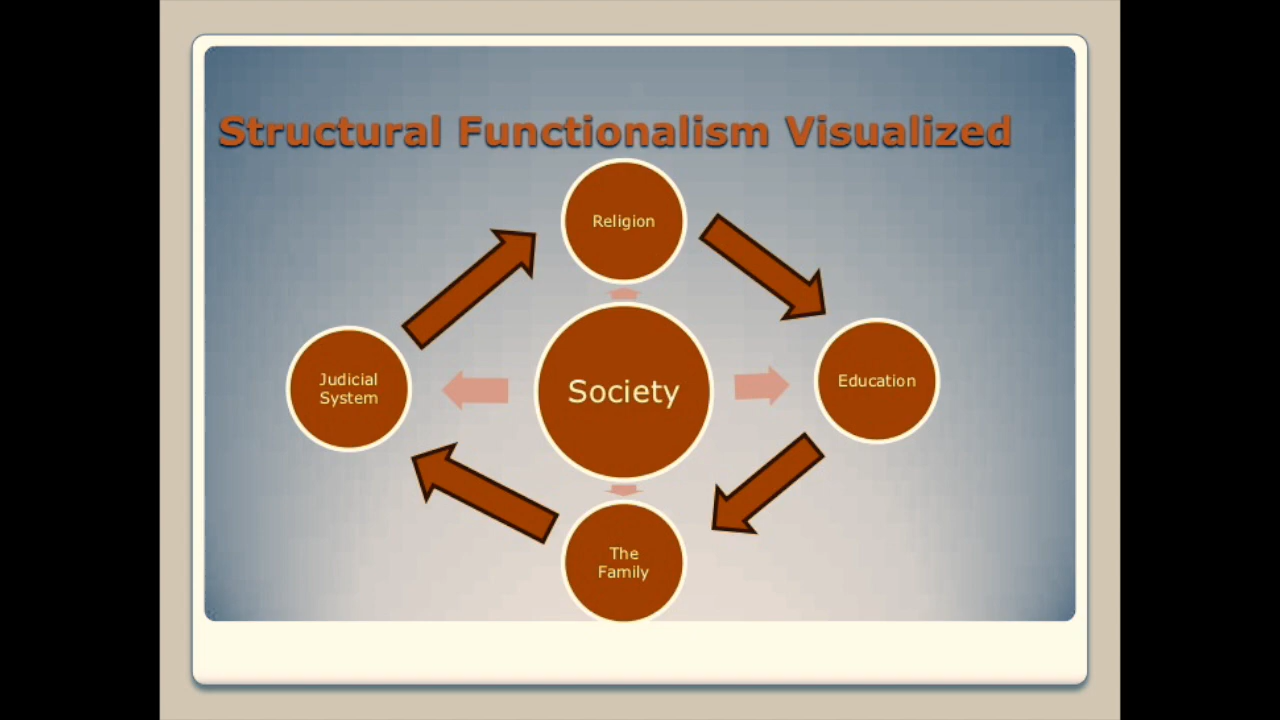 Structural Functionalism Visualized
Religion
Judicial
System
Society
Education
The
Family